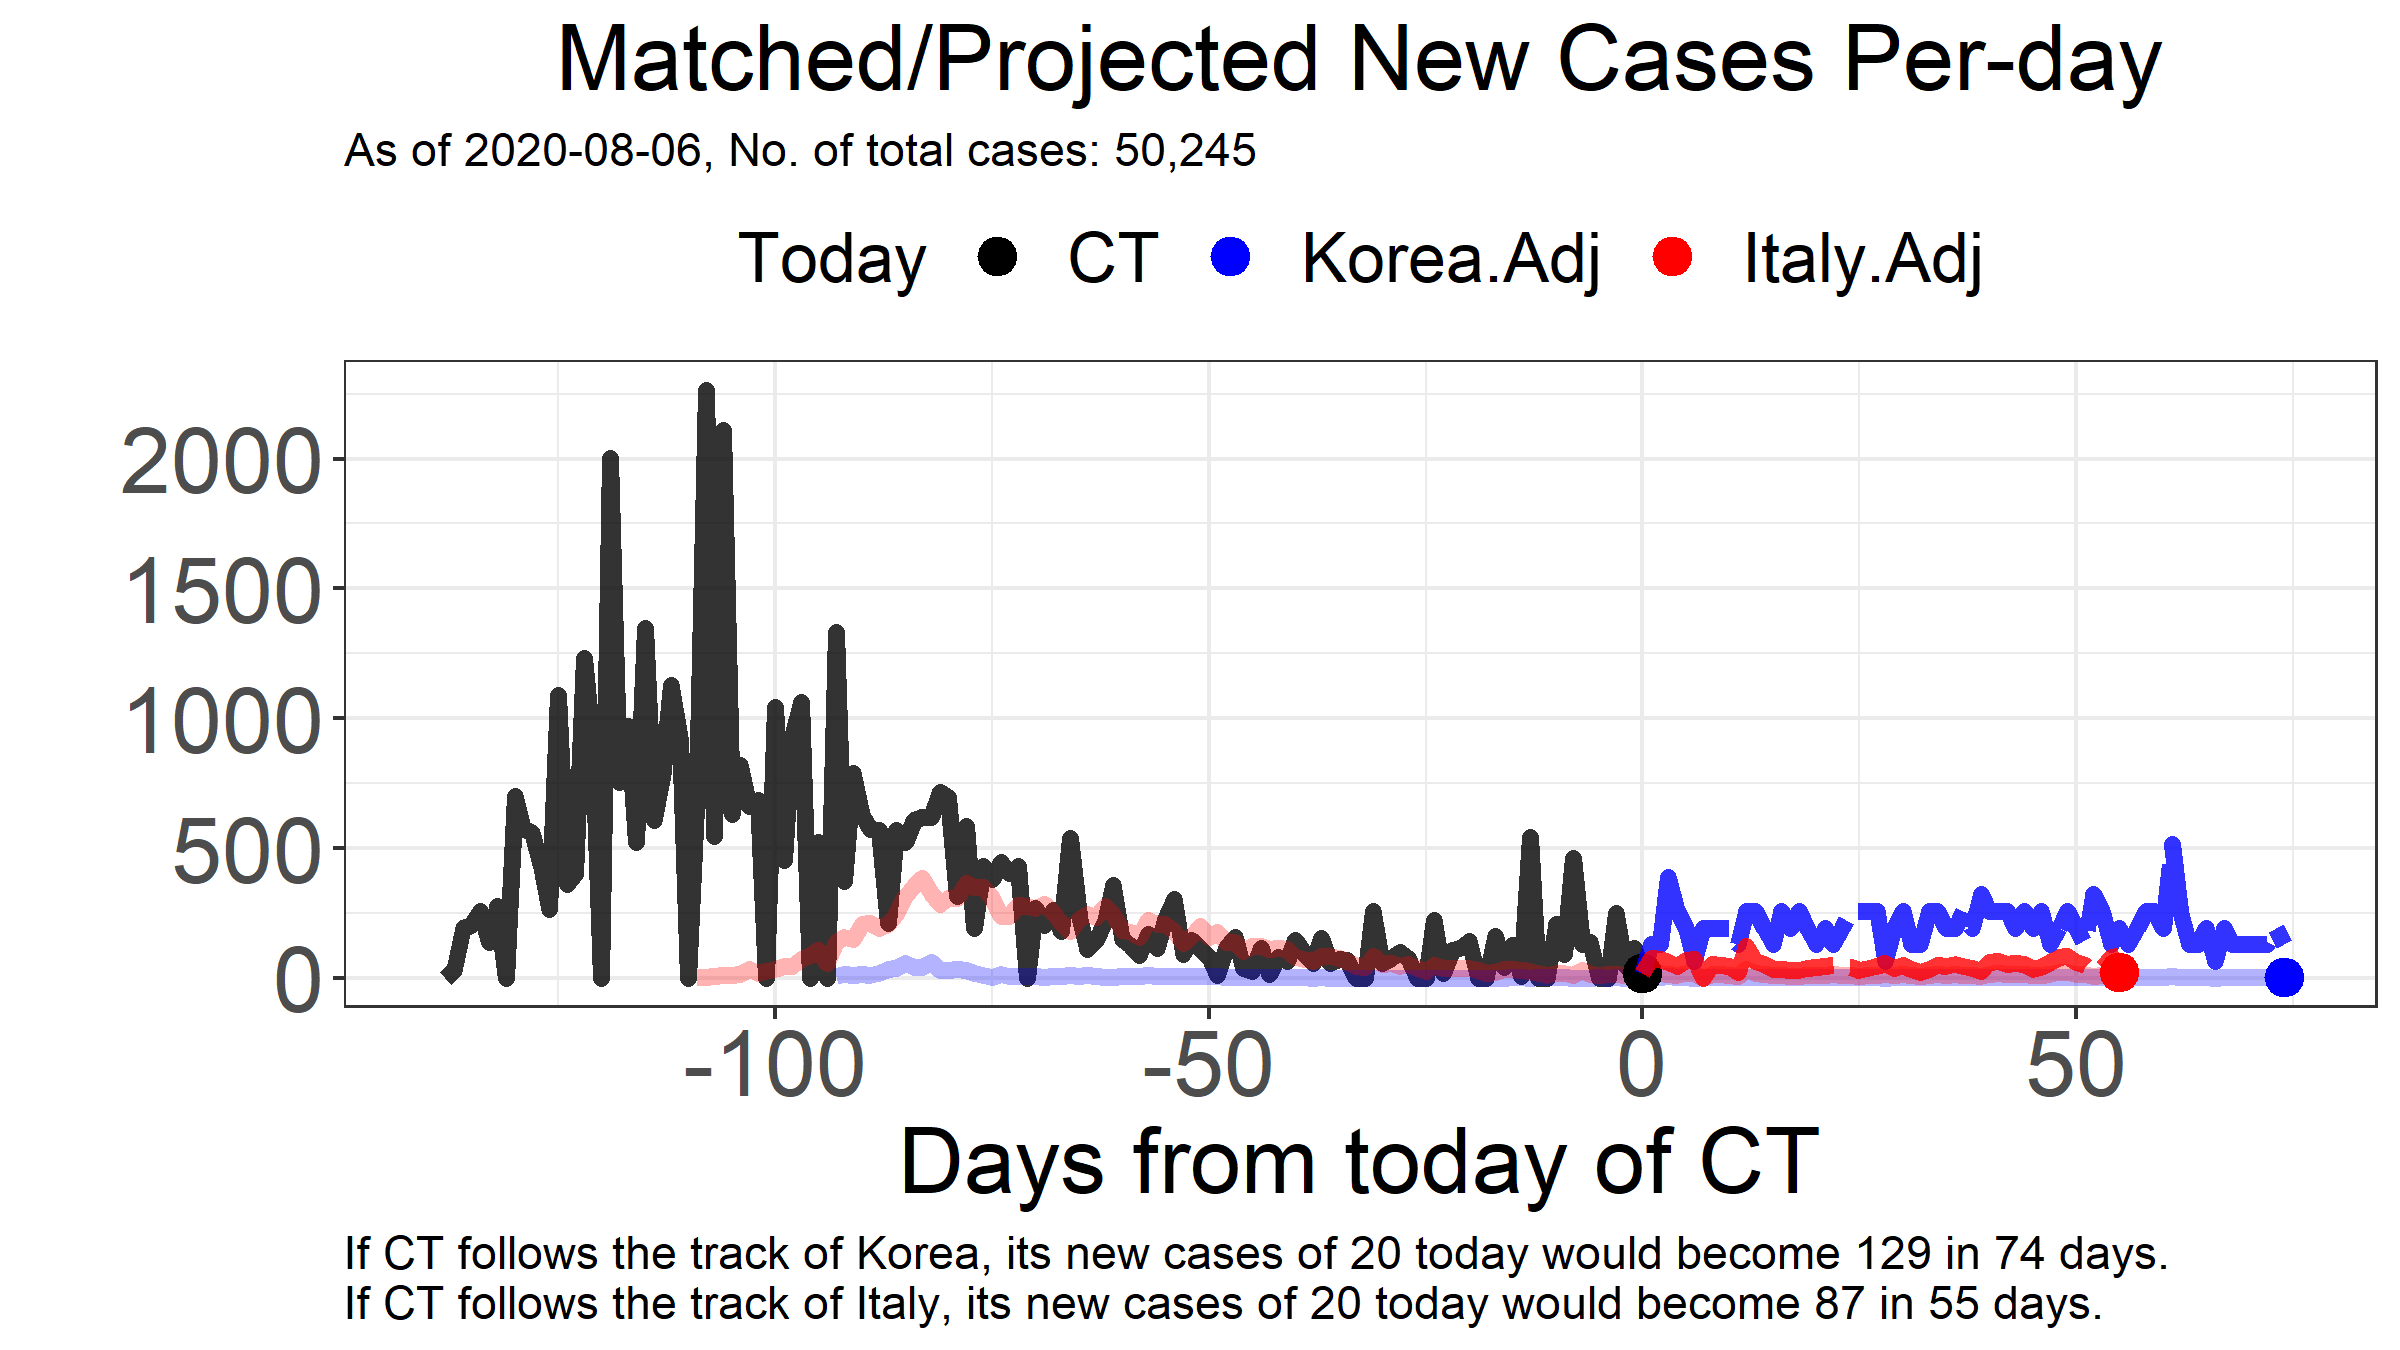 Matched/Projected New Cases Per-day
As of 2020-08-06, No. of total cases: 50,245
Today CT Korea.Adj Italy.Adj
2000
1500
1000
500
0
-100 -50 0 50
Days from today of CT
If CT follows the track of Korea, its new cases of 20 today would become 129 in 74 days.
If CT follows the track of Italy, its new cases of 20 today would become 87 in 55 days.